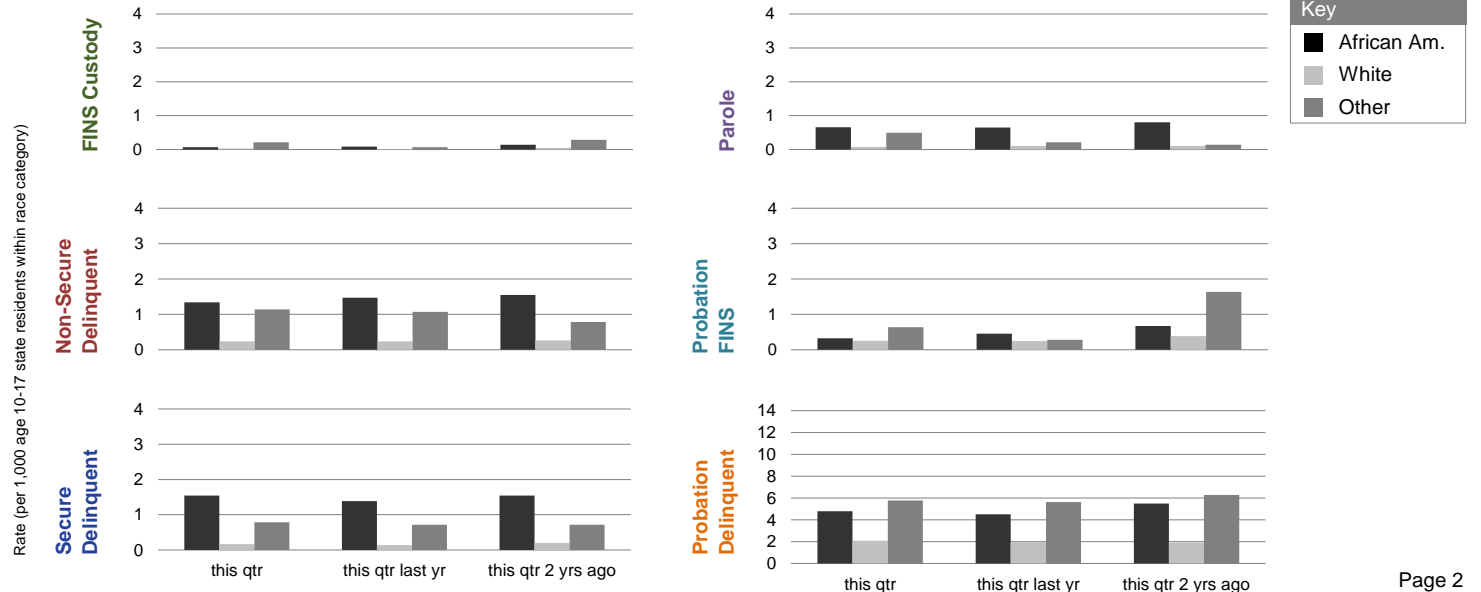 Rate (per 1,000 age 10-17 state residents within race category)
FINS Custody
4
3
2
1
0
Parole
4
3
2
1
0
Key
African Am.
White
Other
Non-Secure
Delinquent
4
3
2
1
0
Probation
FINS
4
3
2
1
0
Secure
Delinquent
4
3
2
1
0
this qtr
this qtr last yr
this qtr 2 yrs ago
Probation
Delinquent
14
12
10
8
6
4
2
0
this qtr
this qtr last yr
this qtr 2 yrs ago
Page 2